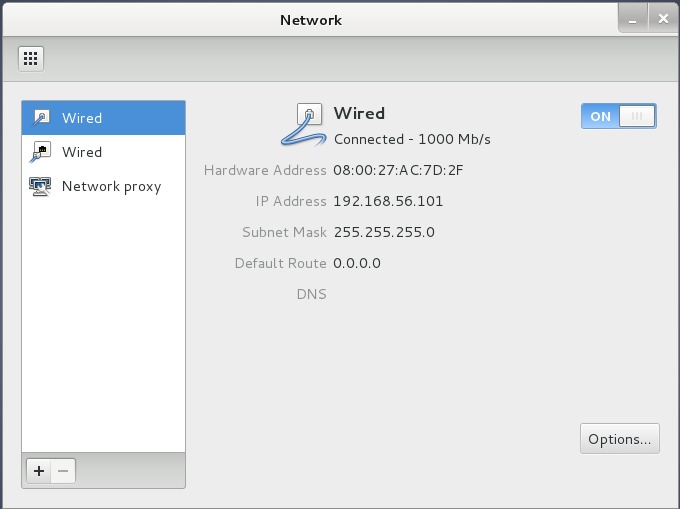 Network
Wired
Wired
Network proxy
Wired
Connected - 1000 Mb/s
ON
Hardware Address 08:00:27:AC:7D:2F
IP Address 192.168.56.101
Subnet Mask 255.255.255.0
Default Route 0.0.0.0
DNS
Options...